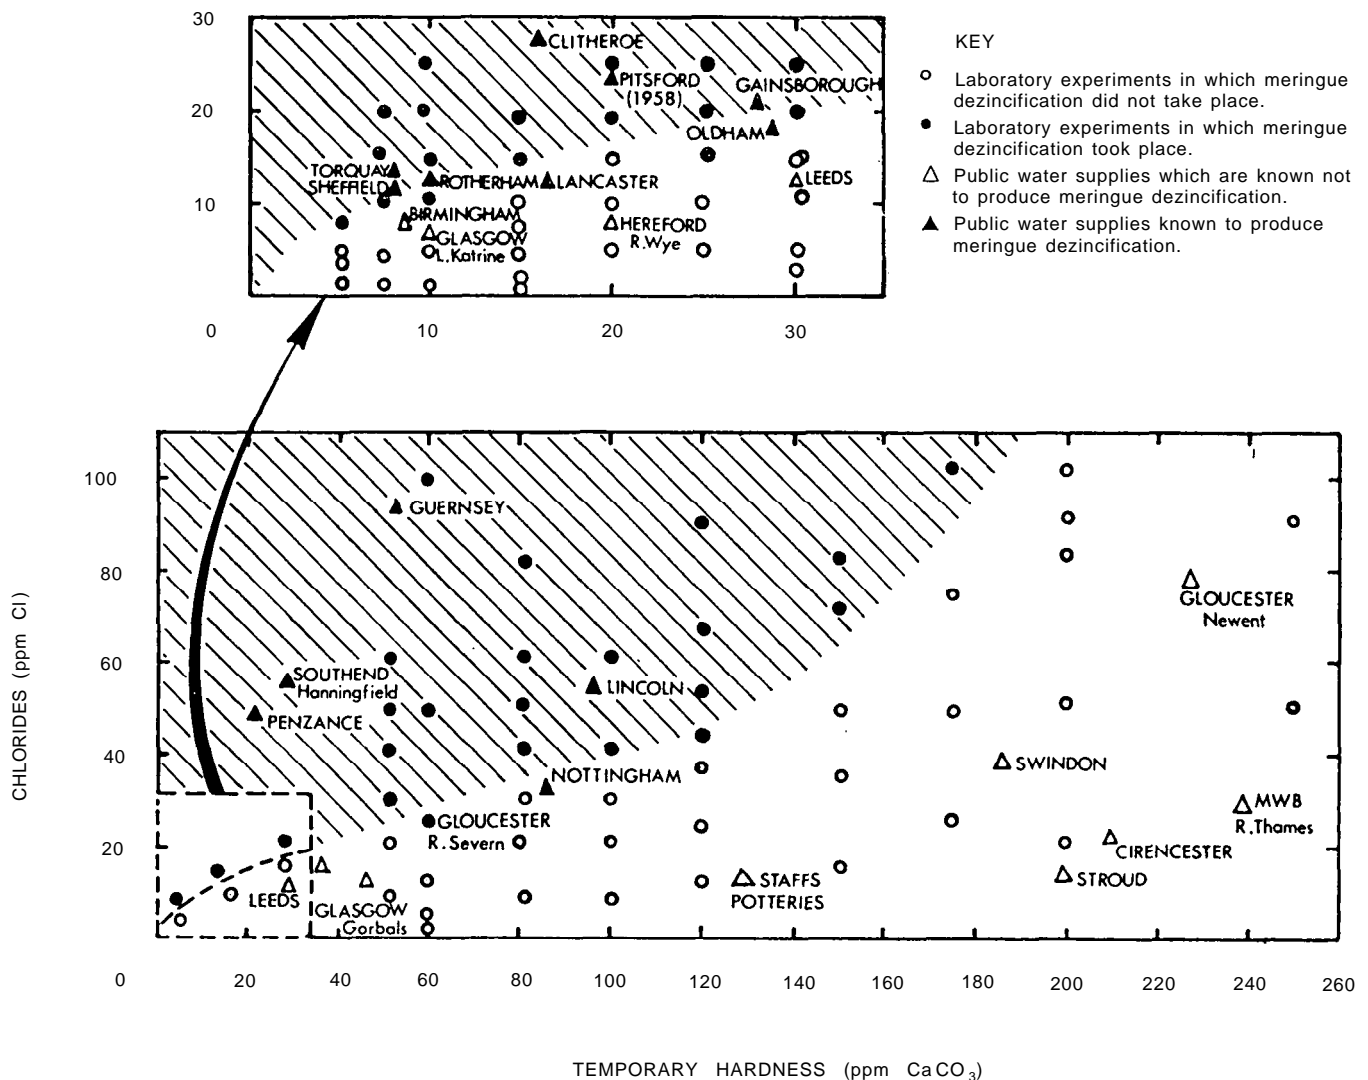 30
20
10
0
10
20
30
CLITHEROE
PITSFORD
(1958)
GAINSBOROUGH
OLDHAM
TORQUAY
SHEFFIELD
ROTHERHAM
LANCASTER
LEEDS
BIRMINGHAM
GLASGOW
L.Katrine
HEREFORD
R.Wye
KEY
Laboratory experiments in which meringue
dezincification did not take place.
Laboratory experiments in which meringue
dezincification took place.
Public water supplies which are known not
to produce meringue dezincification.
Public water supplies known to produce
meringue dezincification.
CHLORIDES (ppm Cl)
100
80
60
40
20
0
20
40
60
80
100
120
140
160
180
200
220
240
260
GUERNSEY
SOUTHEND
Hanningfield
PENZANCE
LINCOLN
NOTTINGHAM
GLOUCESTER
R.Severn
GLOUCESTER
Newent
SWINDON
MWB
R.Thames
CIRENCESTER
STROUD
STAFFS
POTTERIES
LEEDS
GLASGOW
Gorbals
TEMPORARY HARDNESS (ppm CaCO₃)